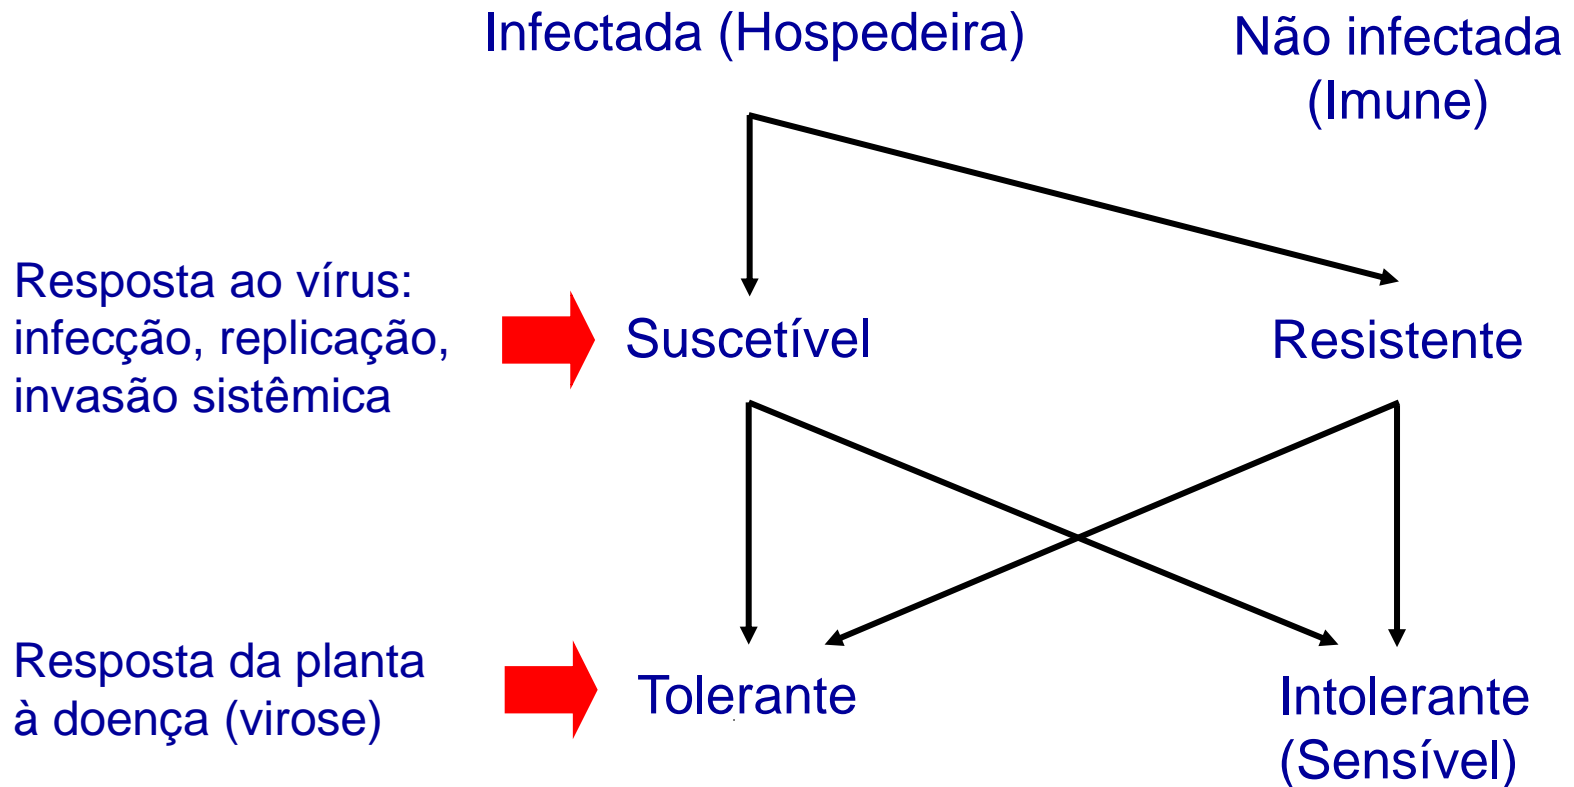 Infectada (Hospedeira)
Não infectada
(Imune)
Resposta ao vírus:
infecção, replicação,
invasão sistêmica
Suscetível
Resistente
Resposta da planta
à doença (virose)
Tolerante
Intolerante
(Sensível)